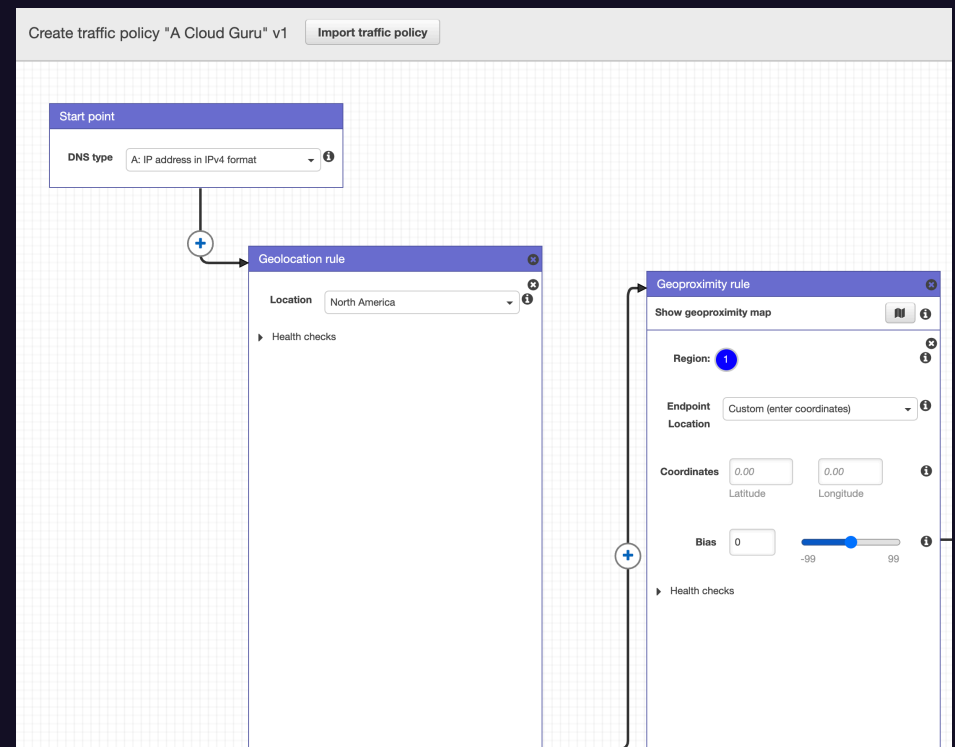 Create traffic policy "A Cloud Guru" v1 Import traffic policy
Start point
DNS type A: IP address in IPv4 format
Geolocation rule
Location North America
Health checks
Geoproximity rule
Show geoproximity map
Region: 1
Endpoint Location Custom (enter coordinates)
Coordinates 0.00 0.00
Latitude Longitude
Bias 0
-99 99
Health checks